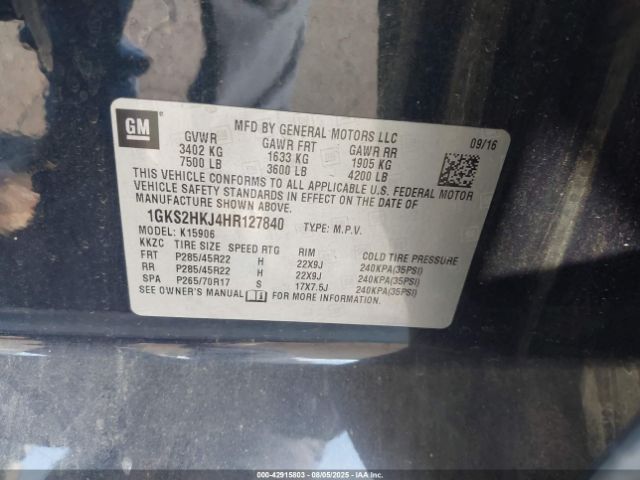 GM
MFD BY GENERAL MOTORS LLC
09/16
GVWR GAWR FRT GAWR RR
3402 KG 1633 KG 1905 KG
7500 LB 3600 LB 4200 LB
THIS VEHICLE CONFORMS TO ALL APPLICABLE U.S. FEDERAL MOTOR
VEHICLE SAFETY STANDARDS IN EFFECT ON THE DATE OF
MANUFACTURE SHOWN ABOVE.
1GKS2HKJ4HR127840 TYPE: M.P.V.
MODEL: K15906
KKZC TIRE SIZE SPEED RTG RIM COLD TIRE PRESSURE
FRT P285/45R22 H 22X9J 240KPA(35PSI)
RR P285/45R22 H 22X9J 240KPA(35PSI)
SPA P265/70R17 S 17X7.5J 240KPA(35PSI)
SEE OWNER'S MANUAL FOR MORE INFORMATION.
000-42915803 - 08/05/2025 - Copart, Inc.